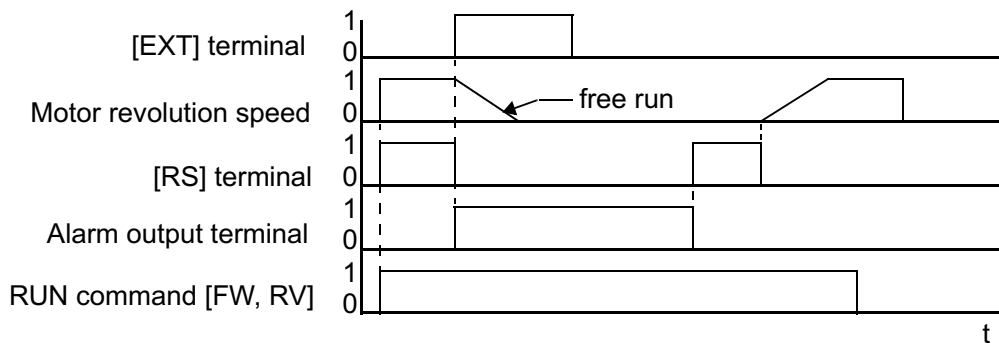 1
[EXT] terminal
0
1
free run
Motor revolution speed
0
1
[RS] terminal
0
1
Alarm output terminal
0
1
RUN command [FW, RV]
0
t